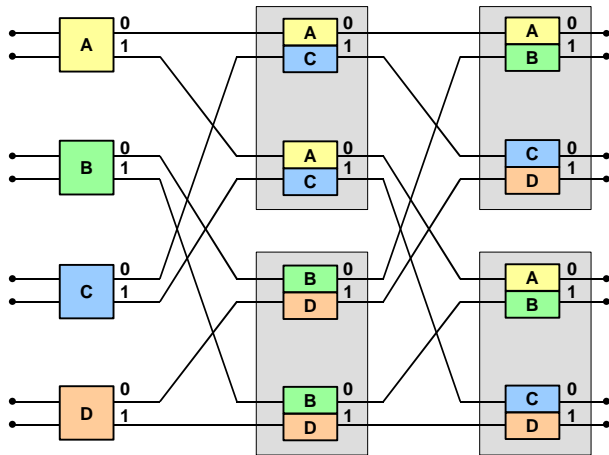 0 0 0
A A A
1 C 1 B 1
0 0 0
B A C
1 C 1 D 1
0 0 0
C B A
1 D 1 B 1
0 0 0
D B C
1 D 1 D 1